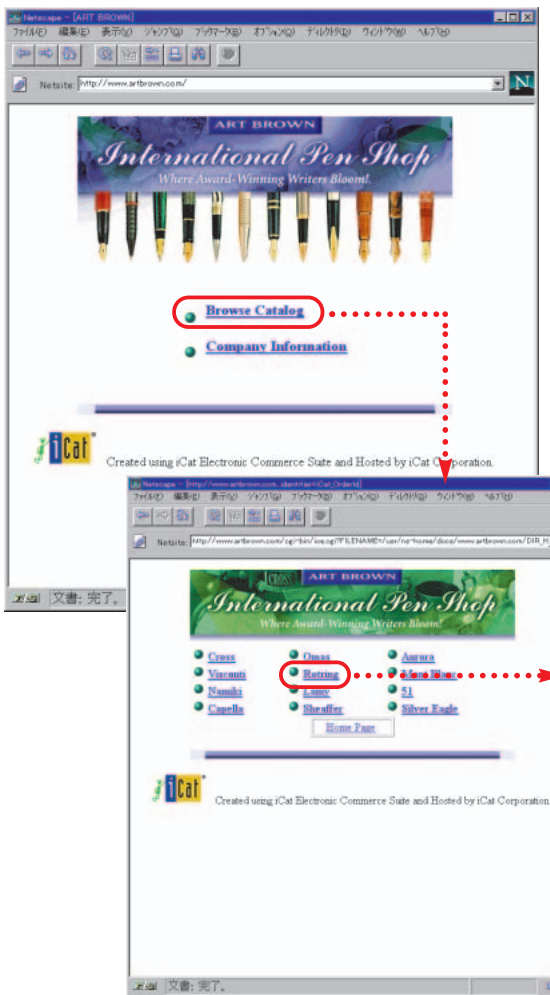 Netscape - [ART BROWN]
ファイル(F) 編集(E) 表示(V) ジャンプ(G) ブックマーク(B) オプション(O) ディレクトリ(D) ウィンドウ(W) ヘルプ(H)
Netsite: http://www.artbrown.com/
N
ART BROWN
International Pen Shop
Where Award-Winning Writers Bloom!
Browse Catalog
Company Information
iCat
Created using iCat Electronic Commerce Suite and Hosted by iCat Corporation.
文書: 完了。
Netscape - [http://www.artbrown.com...identifier=iCat_OrderId]
ファイル(F) 編集(E) 表示(V) ジャンプ(G) ブックマーク(B) オプション(O) ディレクトリ(D) ウィンドウ(W) ヘルプ(H)
Netsite: http://www.artbrown.com/cgi-bin/ice.cgi?FILENAME=/usr/ns-home/docs/www.artbrown.com/DIR_H
CROSS
ART BROWN
International Pen Shop
Where Award-Winning Writers Bloom!
Cross Omas Aurora
Visconti Rotring Mont Blanc
Namiki Lamy 51
Capella Sheaffer Silver Eagle
Home Page
iCat
Created using iCat Electronic Commerce Suite and Hosted by iCat Corporation
文書: 完了。